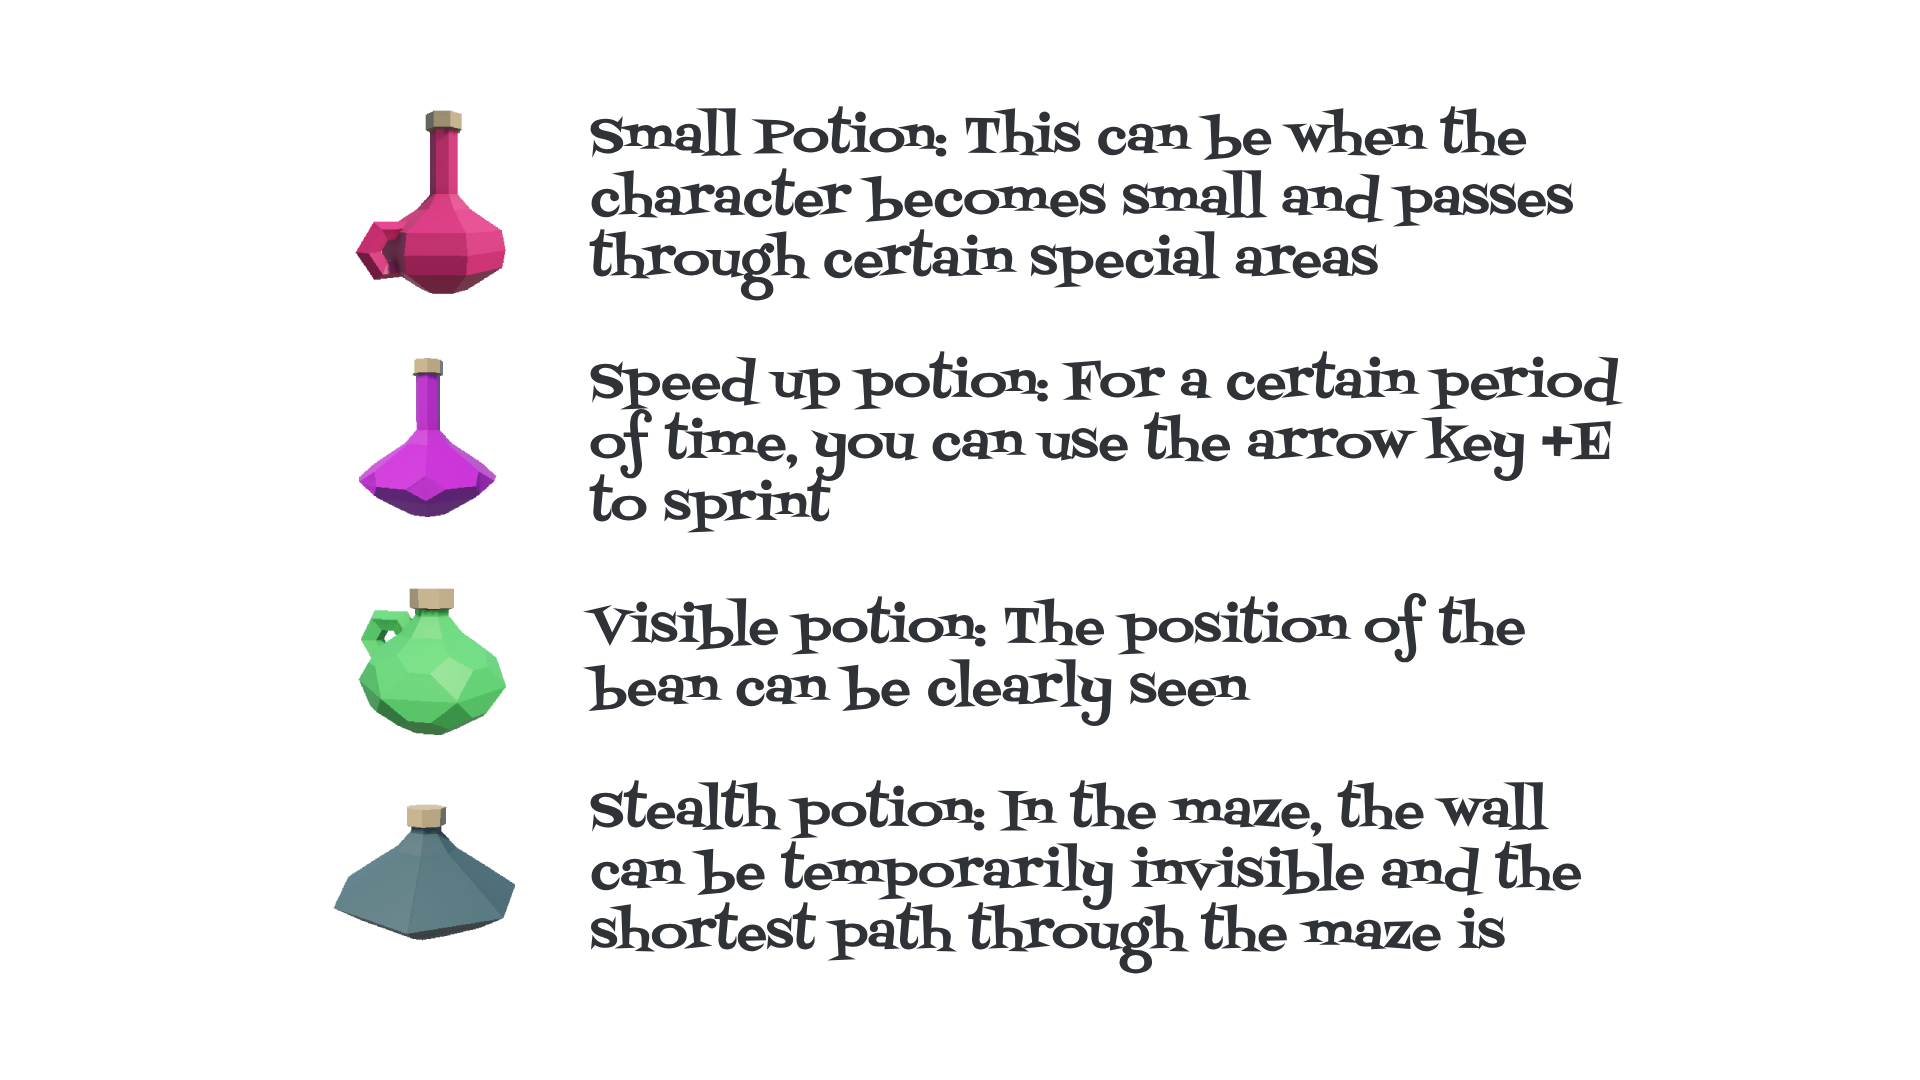 Small Potion: This can be when the
character becomes small and passes
through certain special areas
Speed up potion: For a certain period
of time, you can use the arrow key +E
to sprint
Visible potion: The position of the
bean can be clearly seen
Stealth potion: In the maze, the wall
can be temporarily invisible and the
shortest path through the maze is